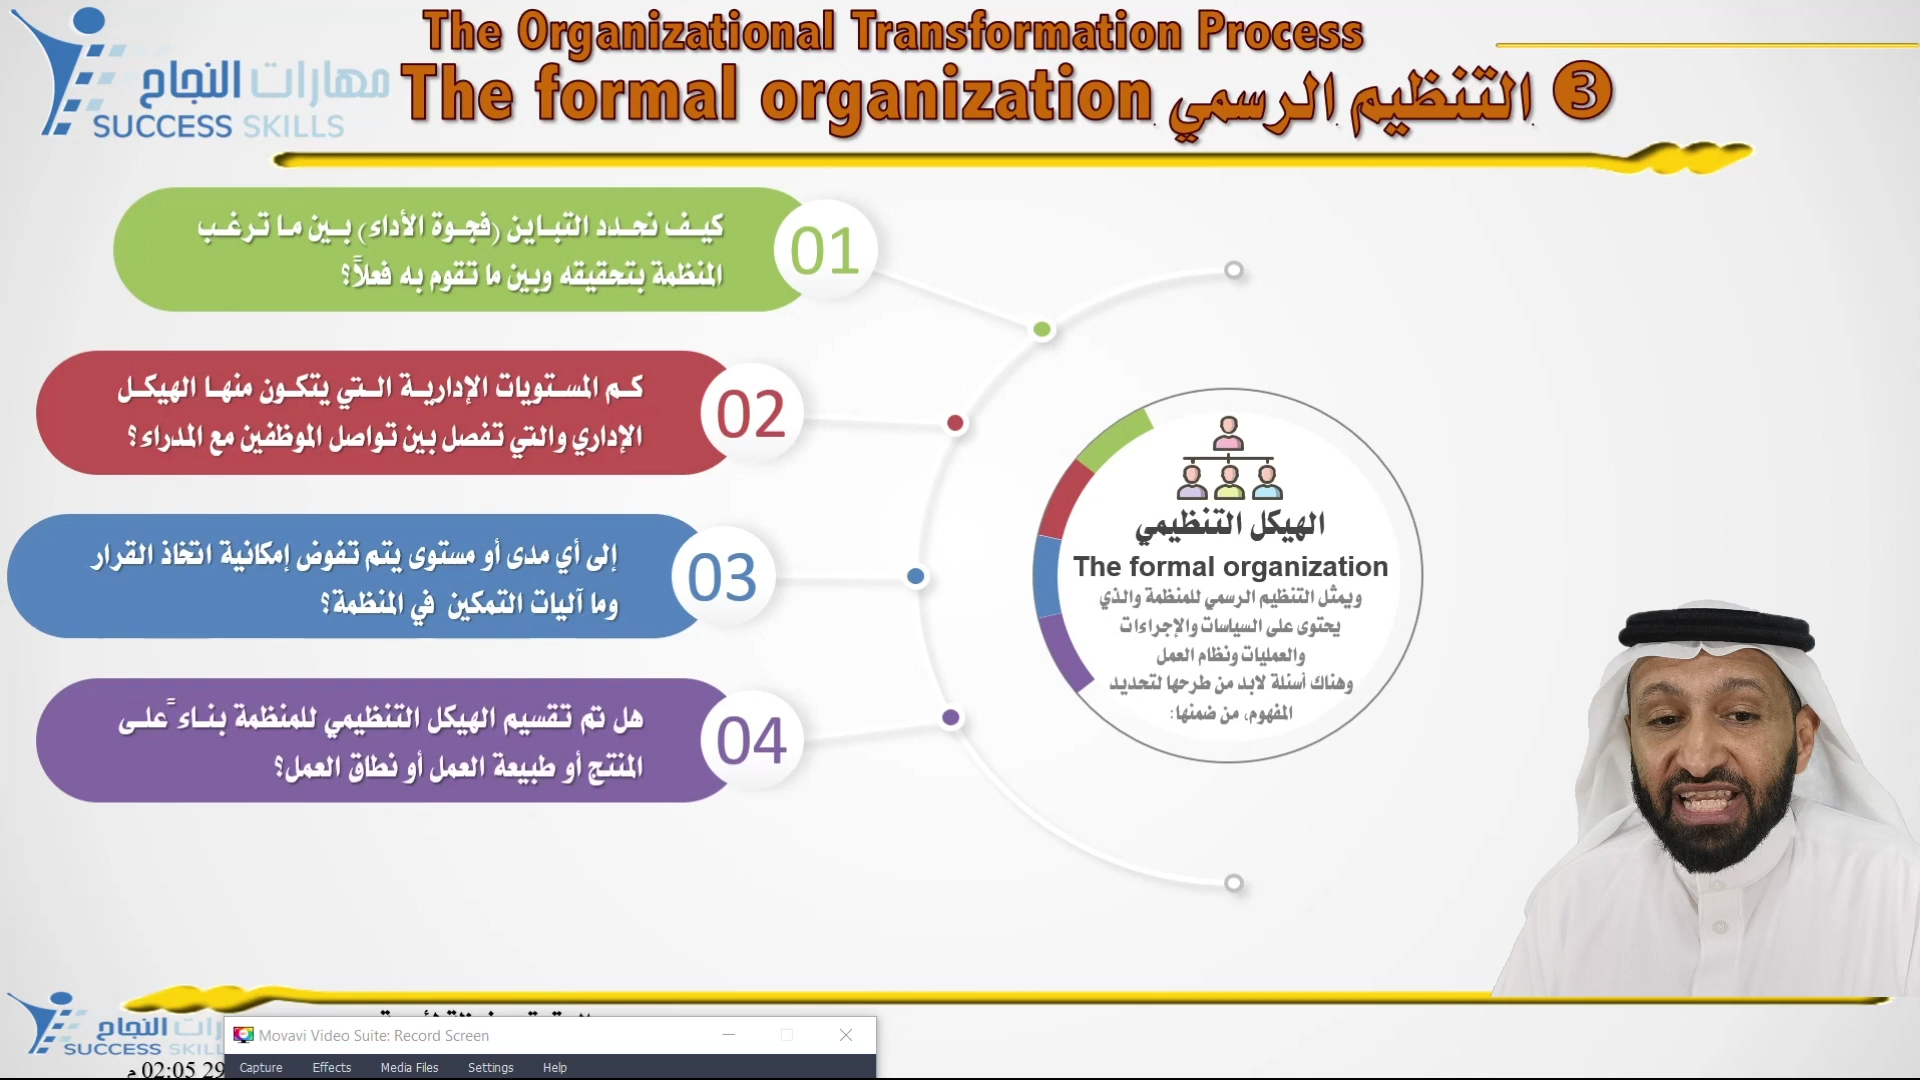 The Organizational Transformation Process
❸ التنظيم الرسمي The formal organization
مهارات النجاح
SUCCESS SKILLS
01
كيف نحدد التباين (فجوة الأداء) بين ما ترغب
المنظمة بتحقيقه وبين ما تقوم به فعلاً؟
02
كم المستويات الإدارية التي يتكون منها الهيكل
الإداري والتي تفصل بين تواصل الموظفين مع المدراء؟
03
إلى أي مدى أو مستوى يتم تفوض إمكانية اتخاذ القرار
وما آليات التمكين في المنظمة؟
04
هل تم تقسيم الهيكل التنظيمي للمنظمة بناءً على
المنتج أو طبيعة العمل أو نطاق العمل؟
الهيكل التنظيمي
The formal organization
ويمثل التنظيم الرسمي للمنظمة والذي
يحتوى على السياسات والإجراءات
والعمليات ونظام العمل
وهناك أسئلة لابد من طرحها لتحديد
المفهوم، من ضمنها:
النجاح
SUCCESS SKILL
02:05 29 م
Movavi Video Suite: Record Screen
Capture Effects Media Files Settings Help